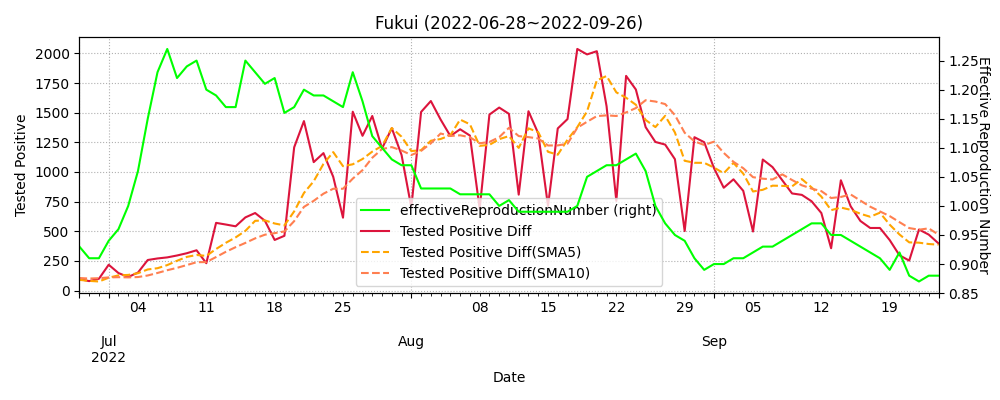 Fukui (2022-06-28~2022-09-26)
Tested Positive
2000
1750
1500
1250
1000
750
500
250
0
1.25
1.20
1.15
1.10
1.05
1.00
0.95
0.90
0.85
Effective Reproduction Number
effectiveReproductionNumber (right)
Tested Positive Diff
Tested Positive Diff(SMA5)
Tested Positive Diff(SMA10)
04 11 18 25 08 15 22 29 05 12 19
Jul Aug Sep
2022
Date